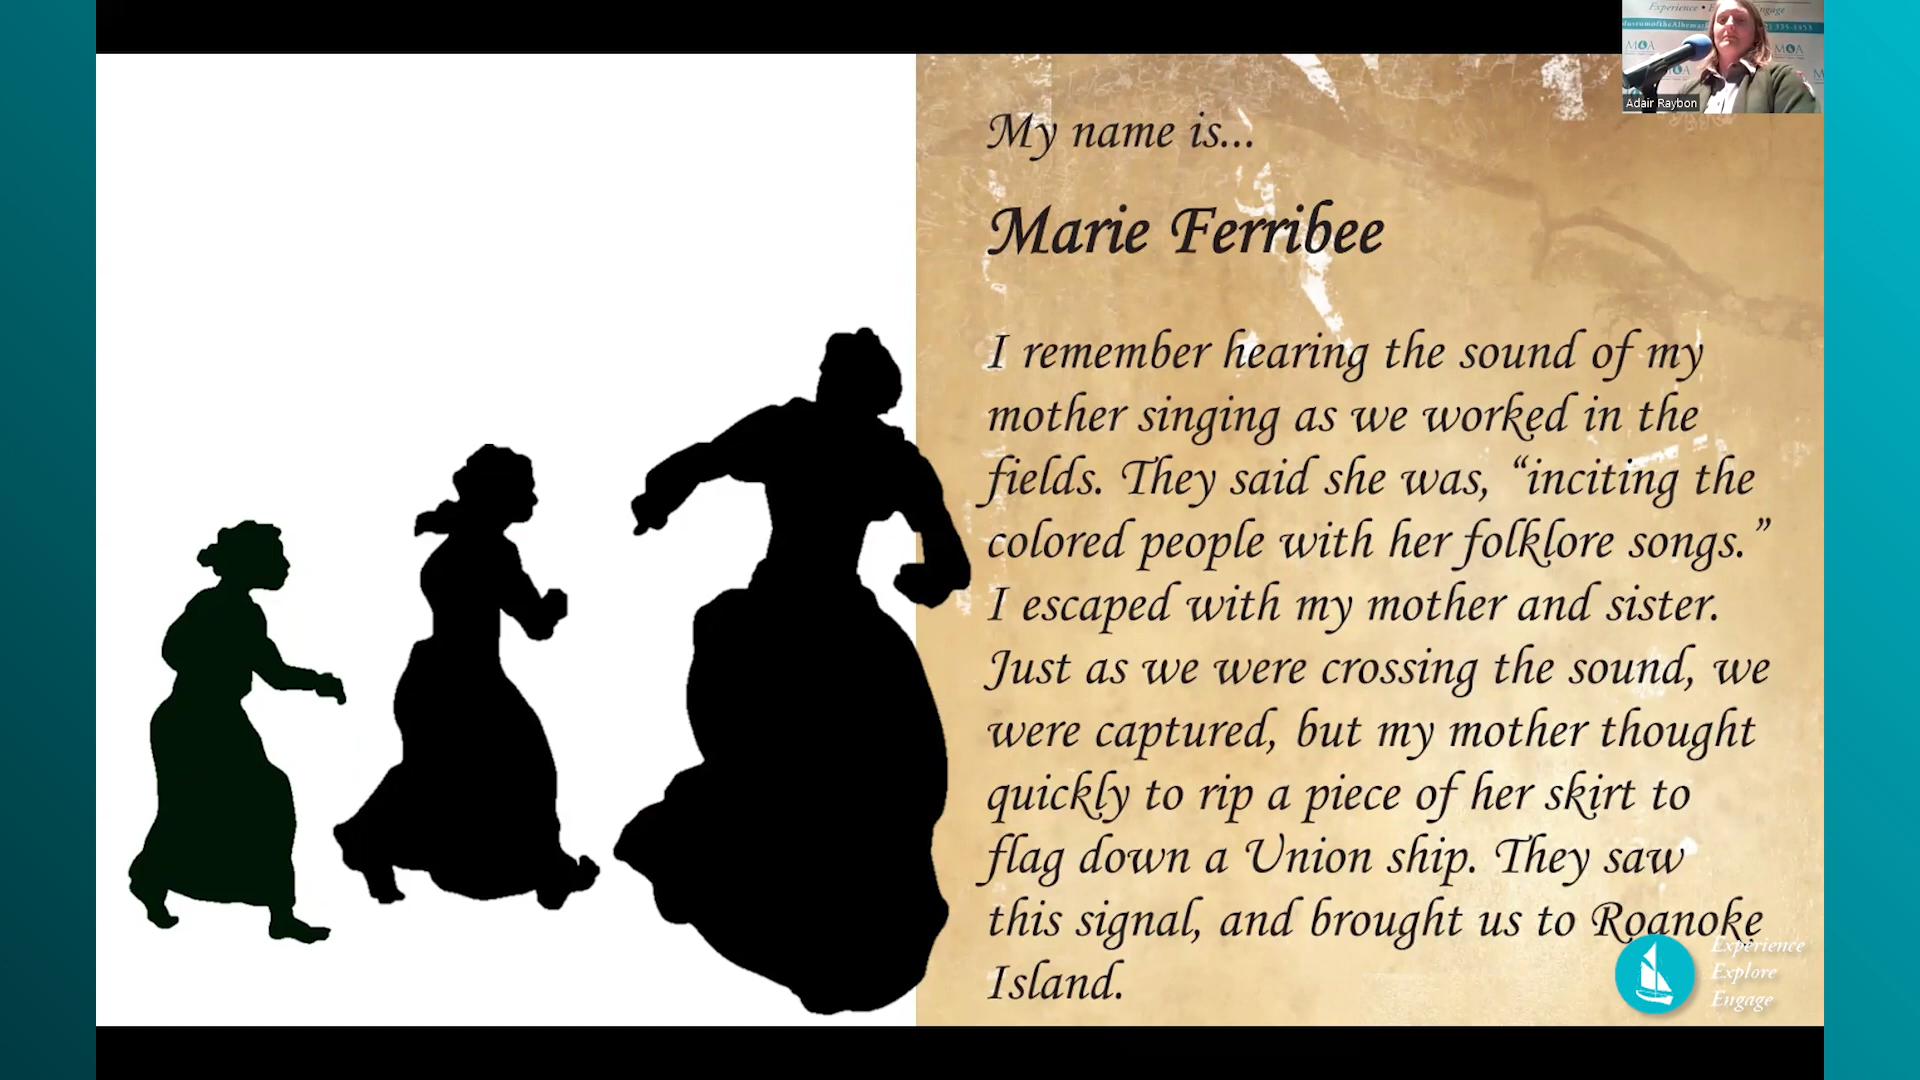 Experience • E
ngage
335-1953
M A
M A
Adair Raybon
My name is...
Marie Ferribee
I remember hearing the sound of my
mother singing as we worked in the
fields. They said she was, “inciting the
colored people with her folklore songs.”
I escaped with my mother and sister.
Just as we were crossing the sound, we
were captured, but my mother thought
quickly to rip a piece of her skirt to
flag down a Union ship. They saw
this signal, and brought us to Roanoke
Island.
Experience
Explore
Engage